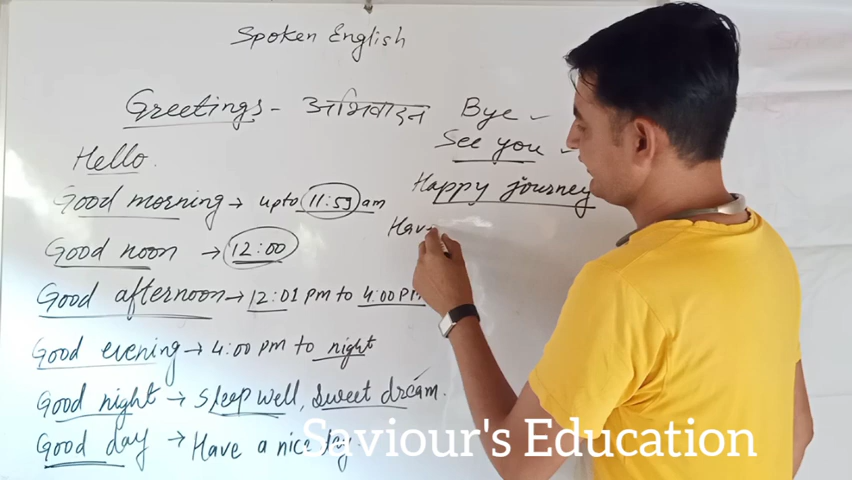 Spoken English
Greetings - अभिवादन
Hello.
Good morning → upto 11:59 am
Good noon → 12:00
Good afternoon → 12:01 pm to 4:00 pm
Good evening → 4:00 pm to night
Good night → Sleep well, Sweet dream.
Good day → Have a nice day
Bye ✓
See you ✓
Happy journey
Have
Saviour's Education